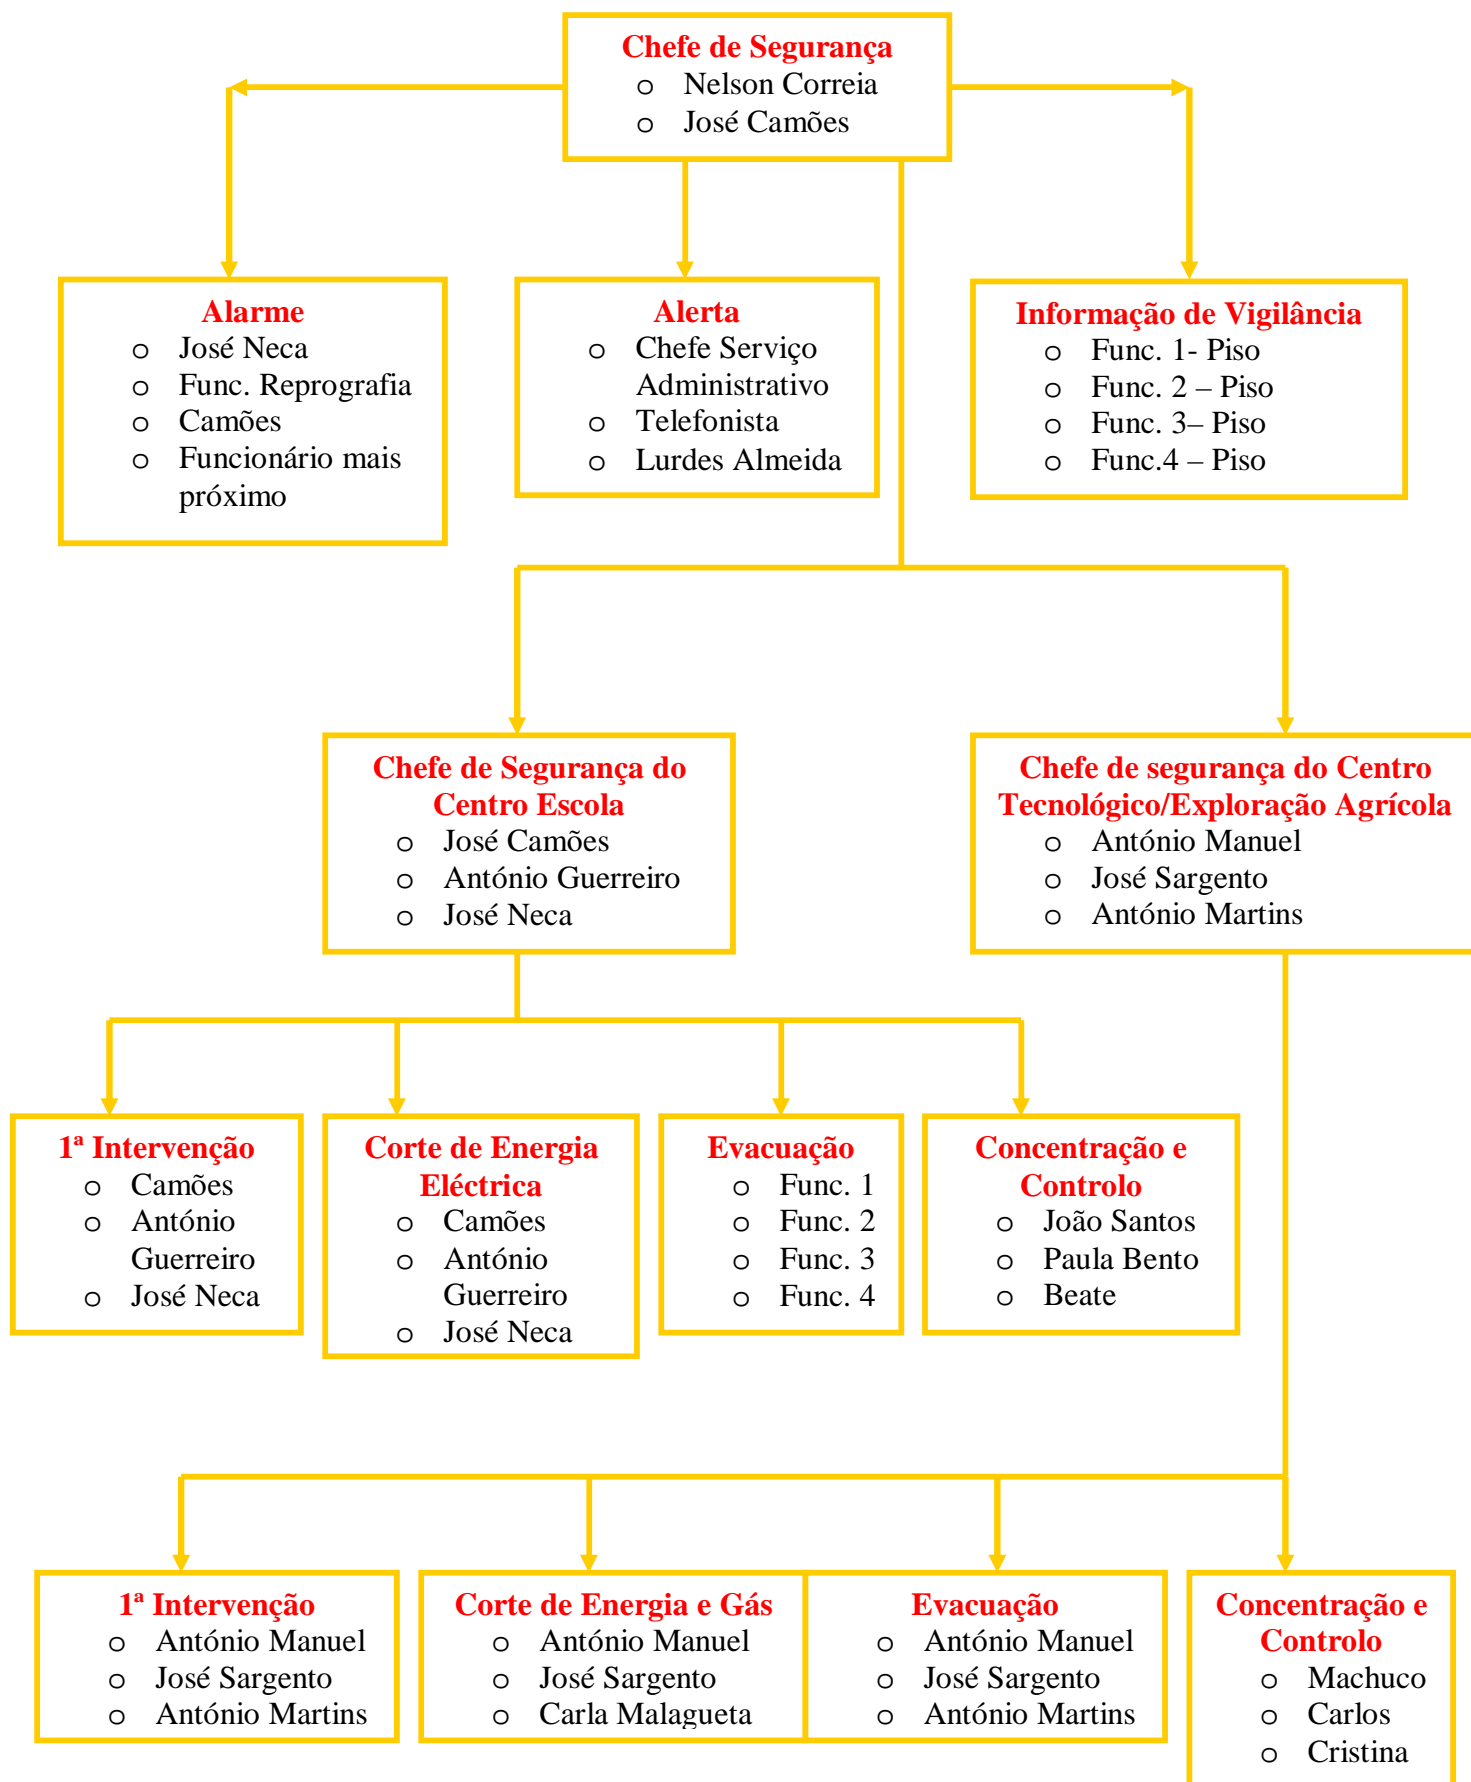 Chefe de Segurança
o Nelson Correia
o José Camões
Alarme
o José Neca
o Func. Reprografia
o Camões
o Funcionário mais
próximo
Alerta
o Chefe Serviço
Administrativo
o Telefonista
o Lurdes Almeida
Informação de Vigilância
o Func. 1- Piso
o Func. 2 – Piso
o Func. 3– Piso
o Func.4 – Piso
Chefe de Segurança do
Centro Escola
o José Camões
o António Guerreiro
o José Neca
Chefe de segurança do Centro
Tecnológico/Exploração Agrícola
o António Manuel
o José Sargento
o António Martins
1ª Intervenção
o Camões
o António
Guerreiro
o José Neca
Corte de Energia
Eléctrica
o Camões
o António
Guerreiro
o José Neca
Evacuação
o Func. 1
o Func. 2
o Func. 3
o Func. 4
Concentração e
Controlo
o João Santos
o Paula Bento
o Beate
1ª Intervenção
o António Manuel
o José Sargento
o António Martins
Corte de Energia e Gás
o António Manuel
o José Sargento
o Carla Malagueta
Evacuação
o António Manuel
o José Sargento
o António Martins
Concentração e
Controlo
o Machuco
o Carlos
o Cristina